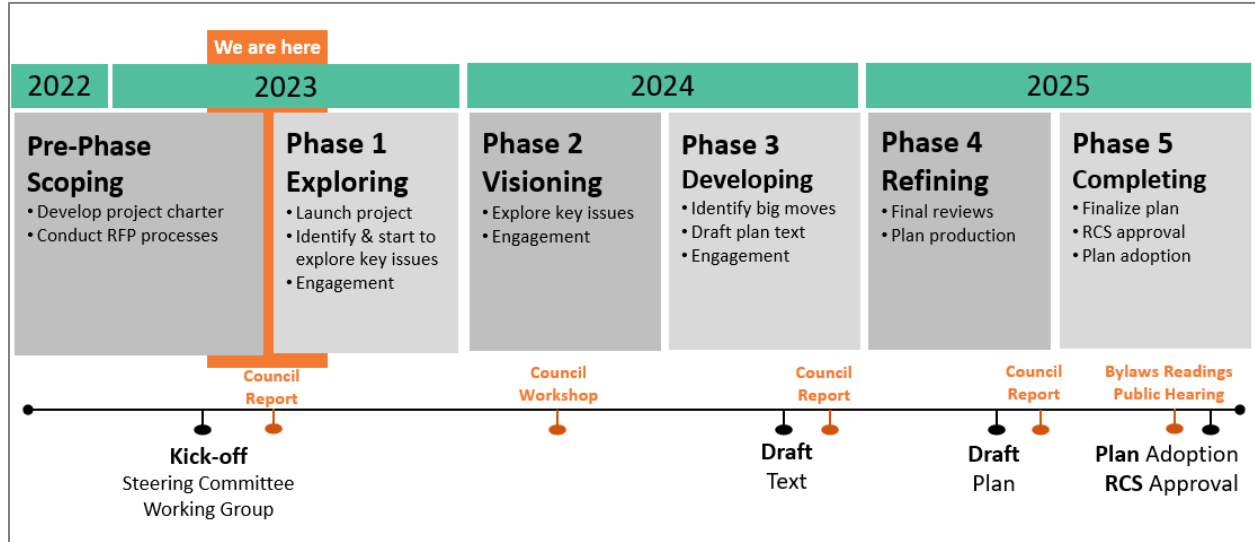 We are here
2022
2023
2024
2025
Pre-Phase
Scoping
• Develop project charter
• Conduct RFP processes
Phase 1
Exploring
• Launch project
• Identify & start to
explore key issues
• Engagement
Phase 2
Visioning
• Explore key issues
• Engagement
Phase 3
Developing
• Identify big moves
• Draft plan text
• Engagement
Phase 4
Refining
• Final reviews
• Plan production
Phase 5
Completing
• Finalize plan
• RCS approval
• Plan adoption
Council
Report
Council
Workshop
Council
Report
Council
Report
Bylaws Readings
Public Hearing
Kick-off
Steering Committee
Working Group
Draft
Text
Draft
Plan
Plan Adoption
RCS Approval